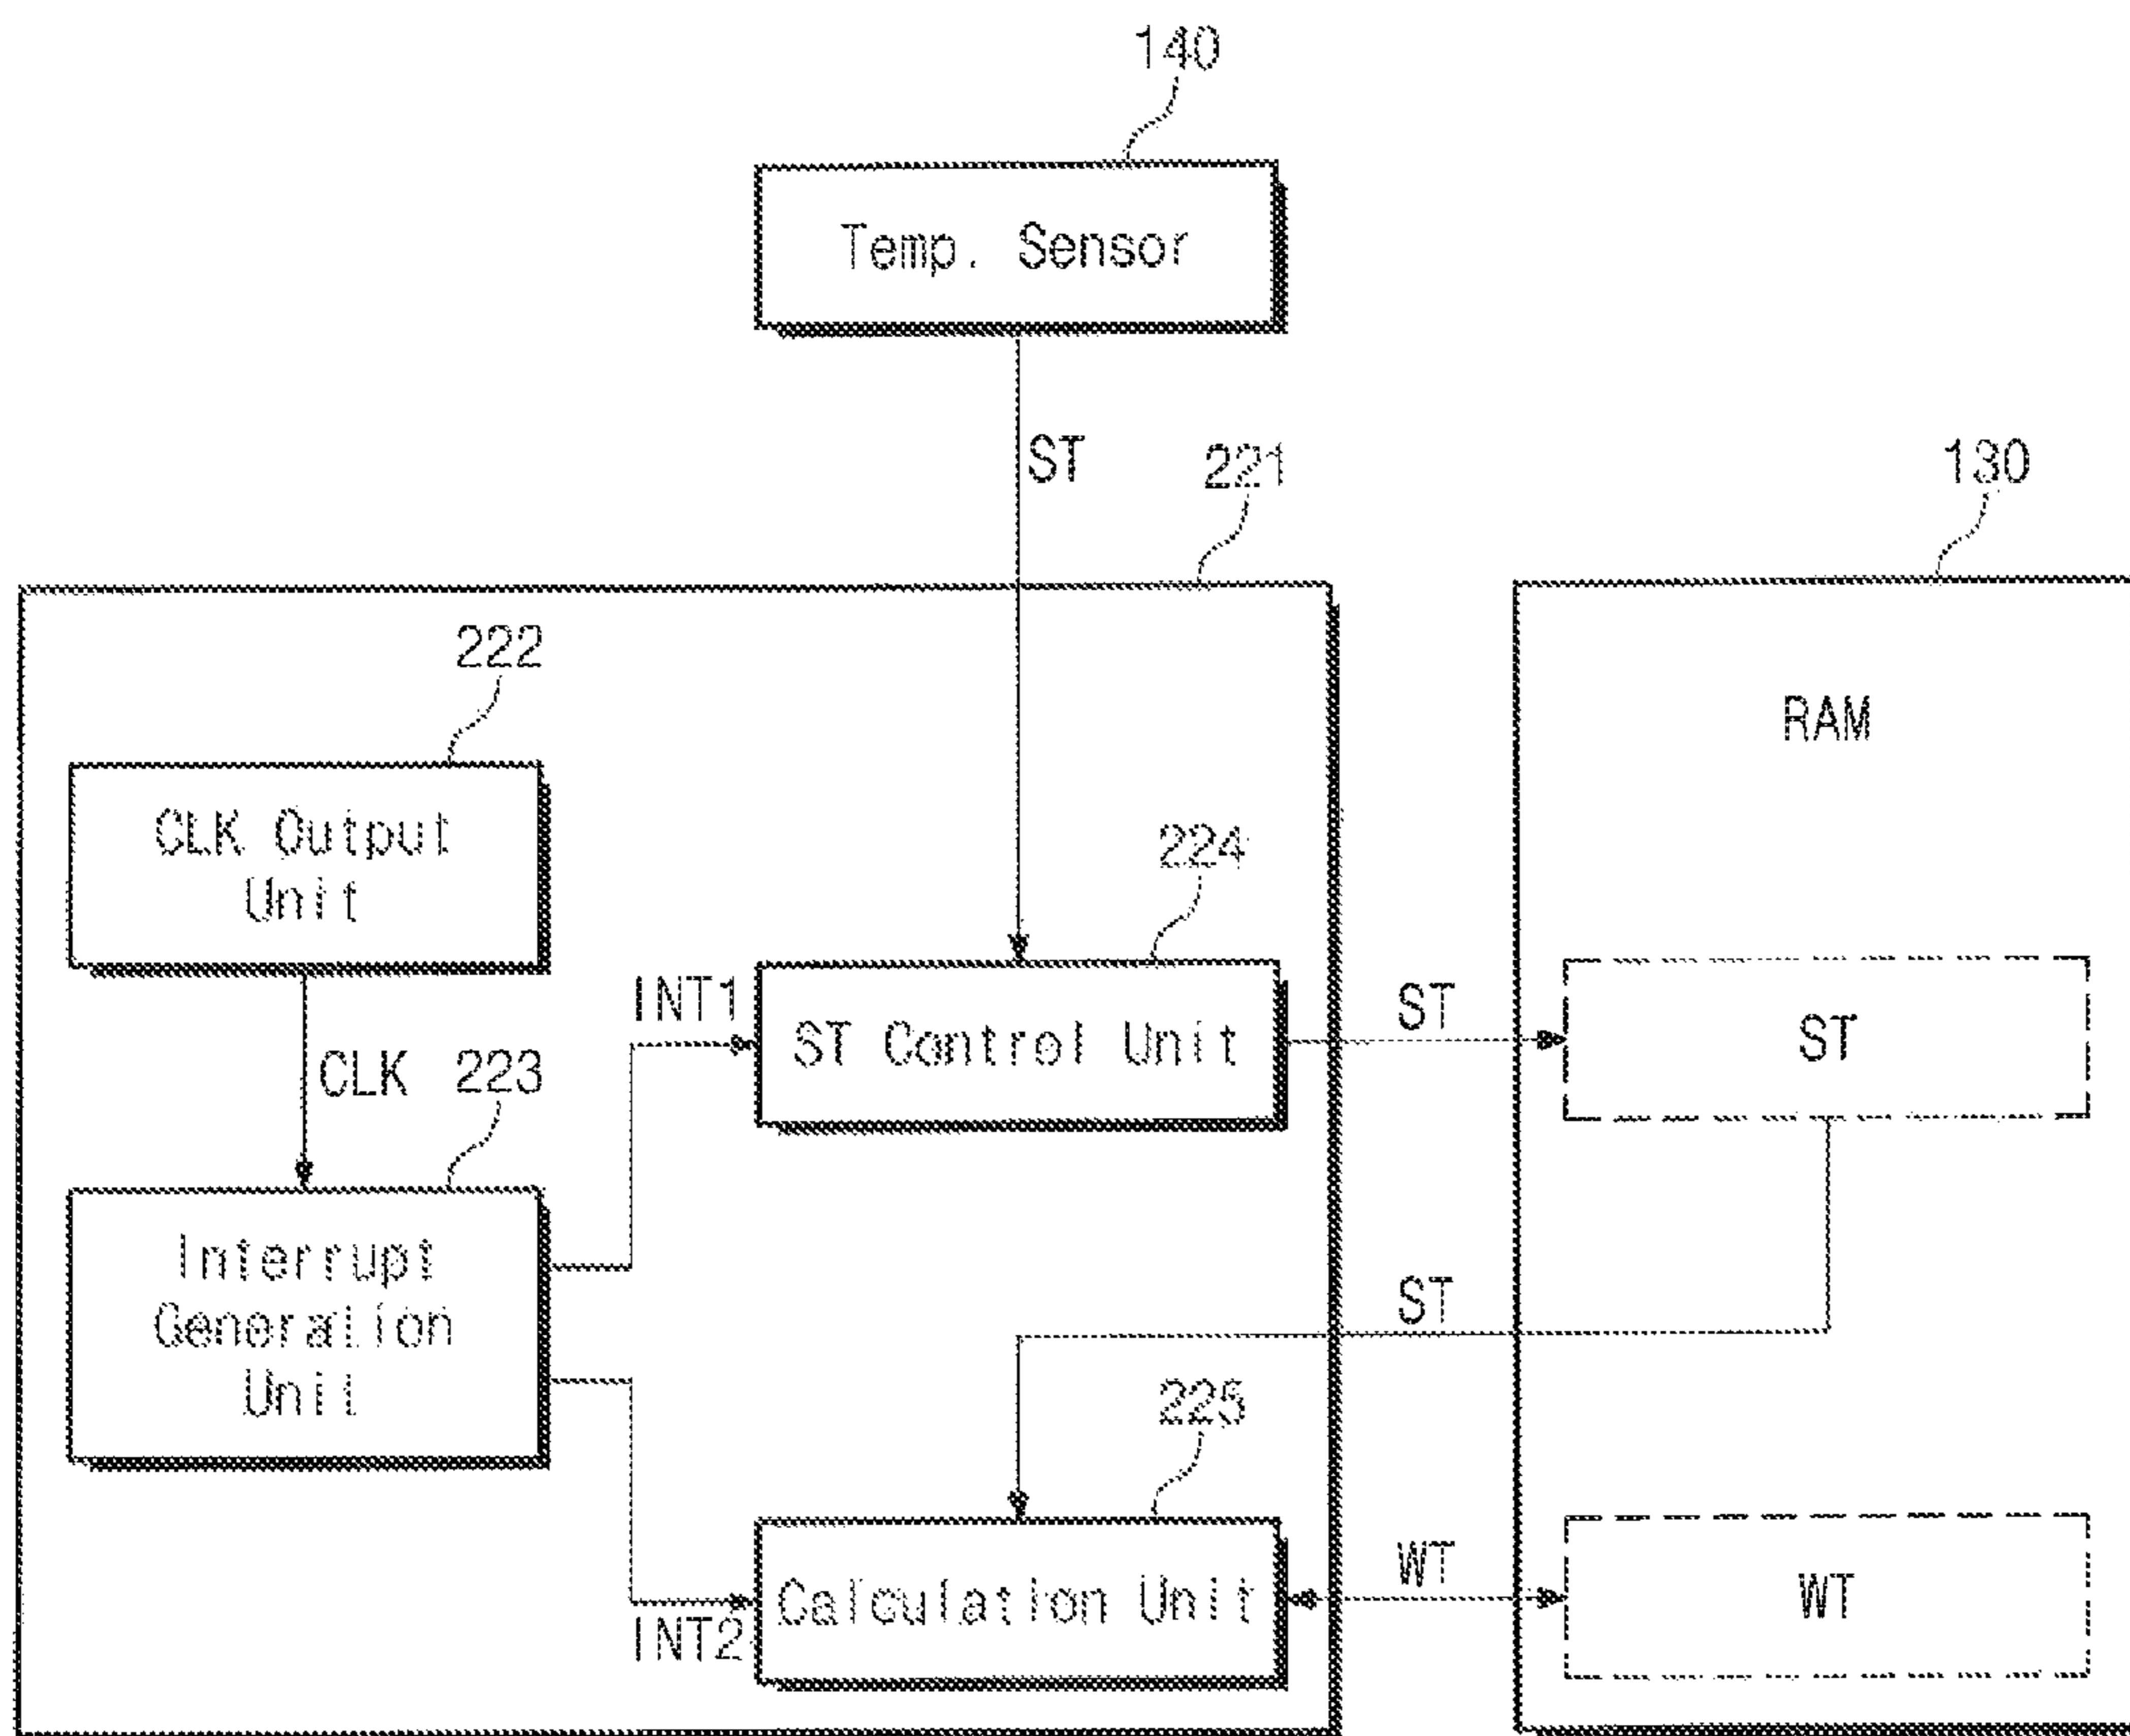 140
Temp. Sensor
ST
221
130
222
RAM
CLK Output
Unit
224
INT1
ST Control Unit
ST
ST
CLK
223
Interrupt
Generation
Unit
ST
225
Calculation Unit
INT2
WT
WT